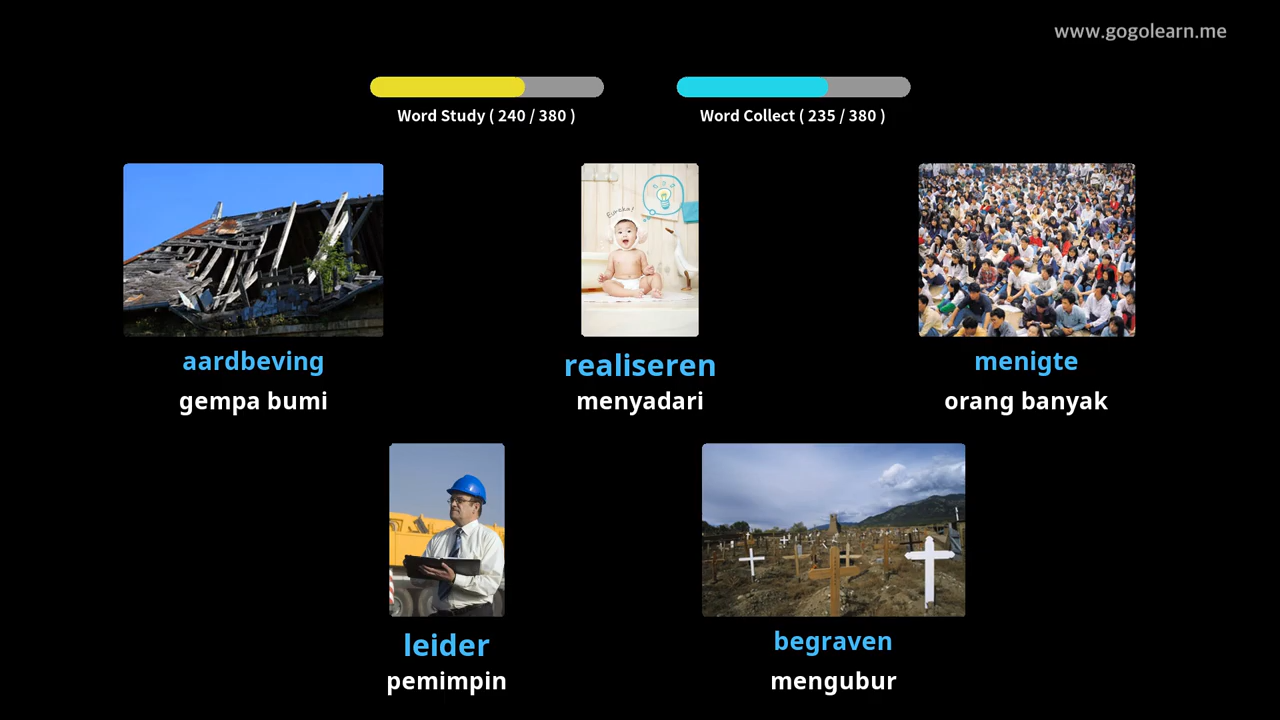 www.gogolearn.me
Word Study ( 240 / 380 )
Word Collect ( 235 / 380 )
Eureka!
aardbeving
gempa bumi
realiseren
menyadari
menigte
orang banyak
leider
pemimpin
begraven
mengubur